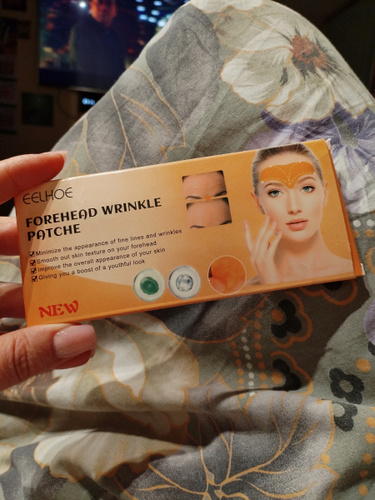 EELHOE
FOREHEAD WRINKLE
PATCHE
Minimize the appearance of fine lines and wrinkles
Smooth out skin texture on your forehead
Improve the overall appearance of your skin
Giving you a boost of a youthful look
NEW